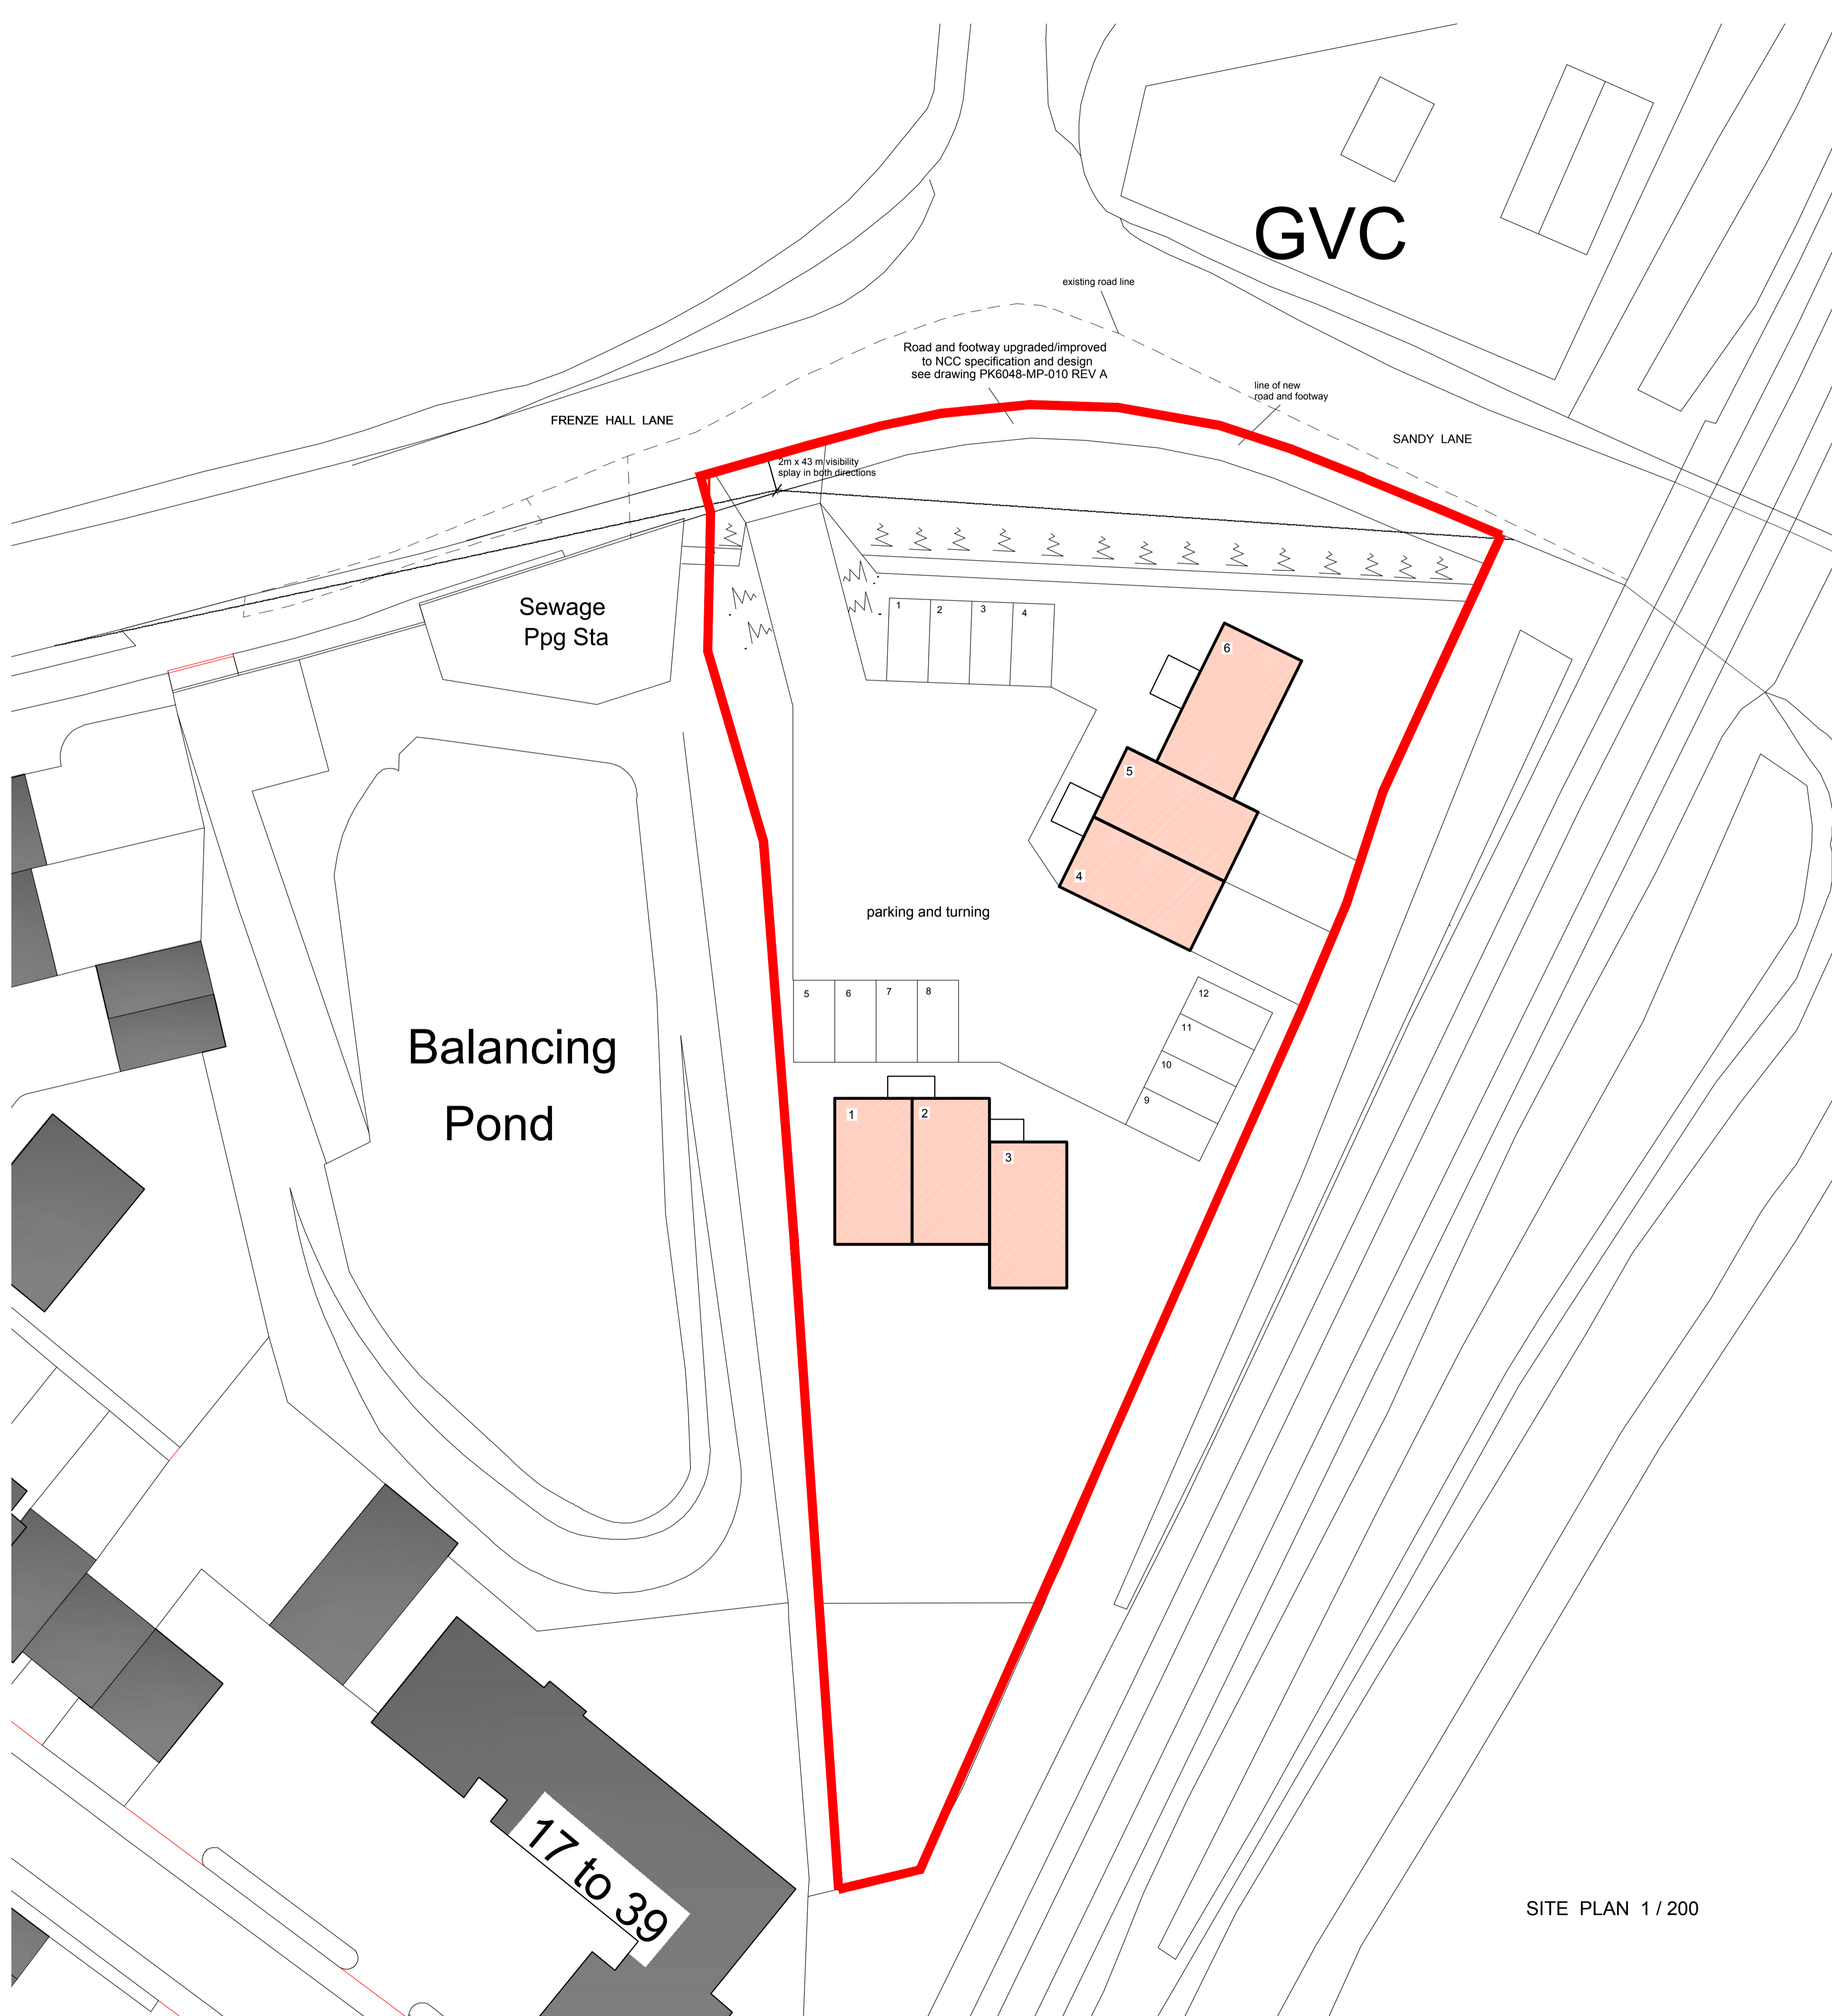 GVC
existing road line
Road and footway upgraded/improved
to NCC specification and design
see drawing PK6048-MP-010 REV A
line of new
road and footway
FRENZE HALL LANE
SANDY LANE
2m x 43 m visibility
splay in both directions
Sewage
Ppg Sta
1
2
3
4
6
5
4
parking and turning
5
6
7
8
12
11
10
9
Balancing
Pond
1
2
3
17 to 39
SITE PLAN 1 / 200